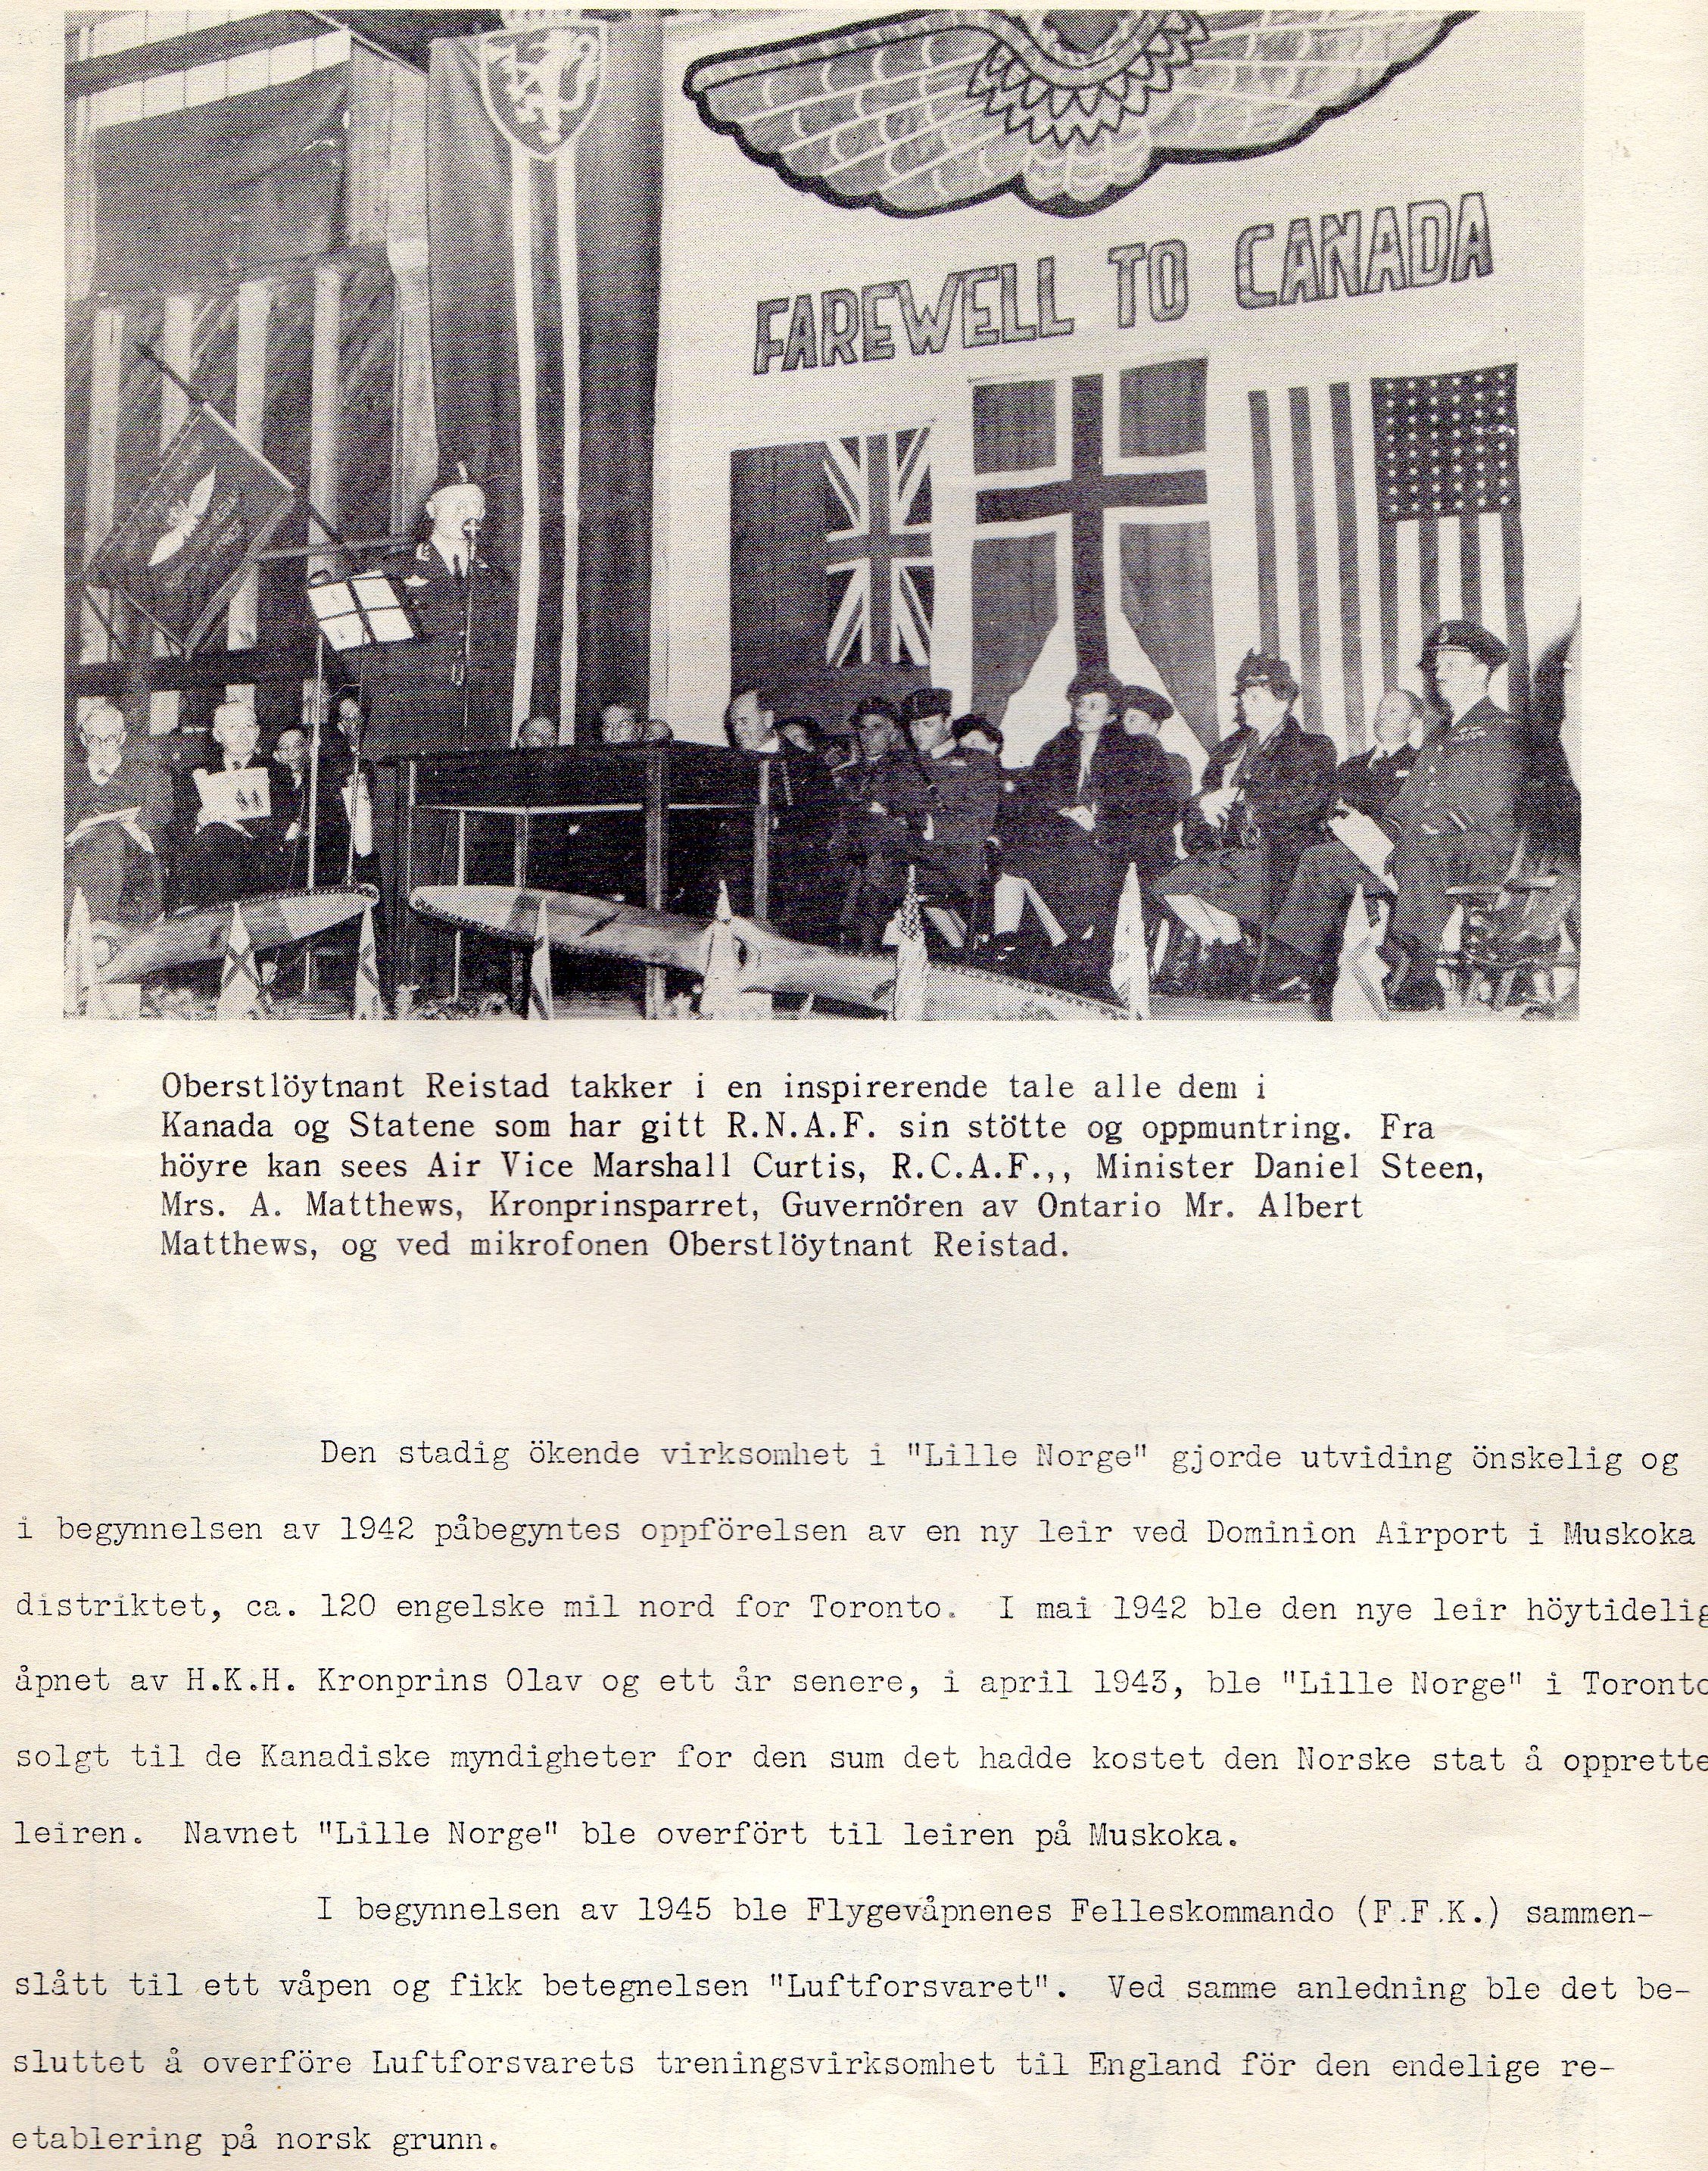 FAREWELL TO CANADA
Oberstlöytnant Reistad takker i en inspirerende tale alle dem i
Kanada og Statene som har gitt R.N.A.F. sin stötte og oppmuntring. Fra
höyre kan sees Air Vice Marshall Curtis, R.C.A.F.,, Minister Daniel Steen,
Mrs. A. Matthews, Kronprinsparret, Guvernören av Ontario Mr. Albert
Matthews, og ved mikrofonen Oberstlöytnant Reistad.
Den stadig ökende virksomhet i "Lille Norge" gjorde utviding önskelig og
i begynnelsen av 1942 påbegyntes oppförelsen av en ny leir ved Dominion Airport i Muskoka
distriktet, ca. 120 engelske mil nord for Toronto. I mai 1942 ble den nye leir höytidelig
åpnet av H.K.H. Kronprins Olav og ett år senere, i april 1943, ble "Lille Norge" i Toronto
solgt til de Kanadiske myndigheter for den sum det hadde kostet den Norske stat å opprette
leiren. Navnet "Lille Norge" ble overfört til leiren på Muskoka.
I begynnelsen av 1945 ble Flygevåpnenes Felleskommando (F.F.K.) sammen-
slått til ett våpen og fikk betegnelsen "Luftforsvaret". Ved samme anledning ble det be-
sluttet å overföre Luftforsvarets treningsvirksomhet til England för den endelige re-
etablering på norsk grunn.